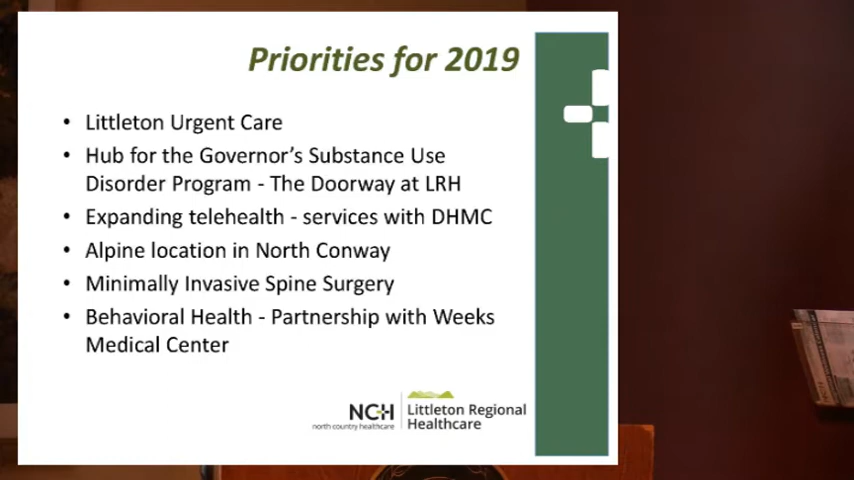 Priorities for 2019
• Littleton Urgent Care
• Hub for the Governor's Substance Use
Disorder Program - The Doorway at LRH
• Expanding telehealth - services with DHMC
• Alpine location in North Conway
• Minimally Invasive Spine Surgery
• Behavioral Health - Partnership with Weeks
Medical Center
NCH
north country healthcare
Littleton Regional
Healthcare